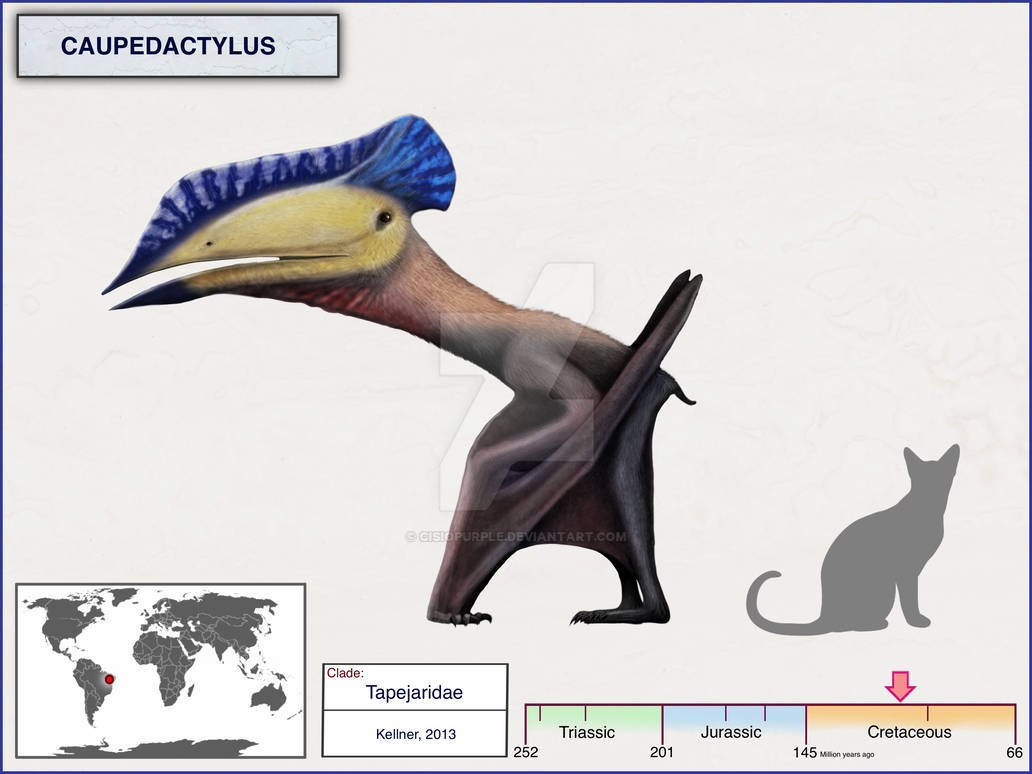 CAUPEDACTYLUS
© CISIOPURPLE.DEVIANTART.COM
Clade:
Tapejaridae
Kellner, 2013
Triassic
Jurassic
Cretaceous
252
201
145
Million years ago
66